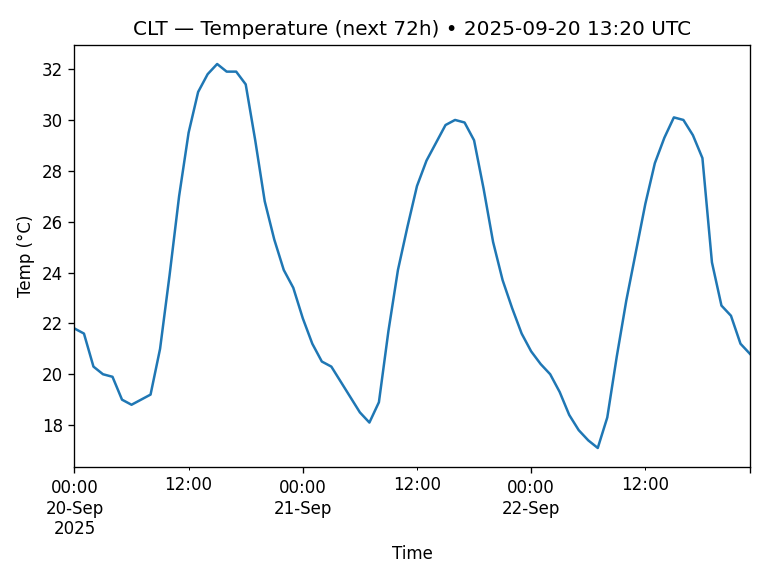 CLT — Temperature (next 72h) • 2025-09-20 13:20 UTC
32
30
28
26
24
22
20
18
Temp (°C)
00:00 12:00 00:00 12:00 00:00 12:00
20-Sep 21-Sep 22-Sep
2025
Time